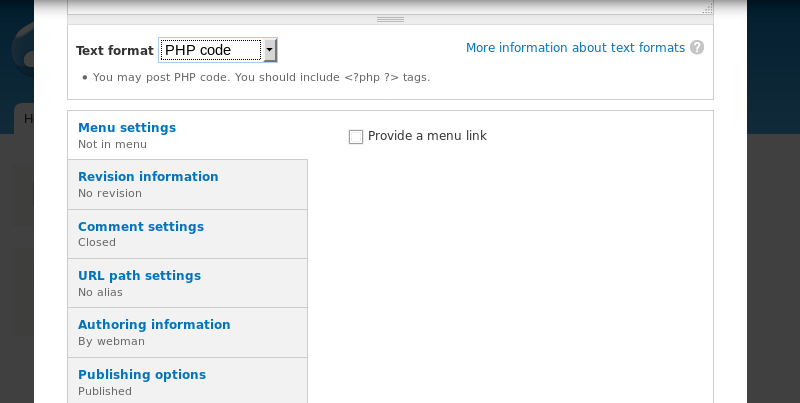 Text format PHP code More information about text formats ?
• You may post PHP code. You should include <?php ?> tags.
Menu settings
Not in menu
Provide a menu link
Revision information
No revision
Comment settings
Closed
URL path settings
No alias
Authoring information
By webman
Publishing options
Published